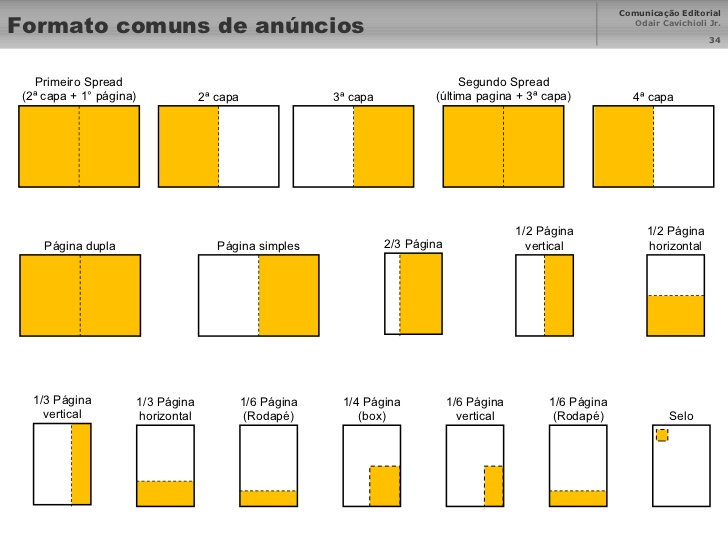 Formato comuns de anúncios
Comunicação Editorial
Odair Cavichioli Jr.
34
Primeiro Spread
(2ª capa + 1° página)
2ª capa
3ª capa
Segundo Spread
(última pagina + 3ª capa)
4ª capa
Página dupla
Página simples
2/3 Página
1/2 Página
vertical
1/2 Página
horizontal
1/3 Página
vertical
1/3 Página
horizontal
1/6 Página
(Rodapé)
1/4 Página
(box)
1/6 Página
vertical
1/6 Página
(Rodapé)
Selo